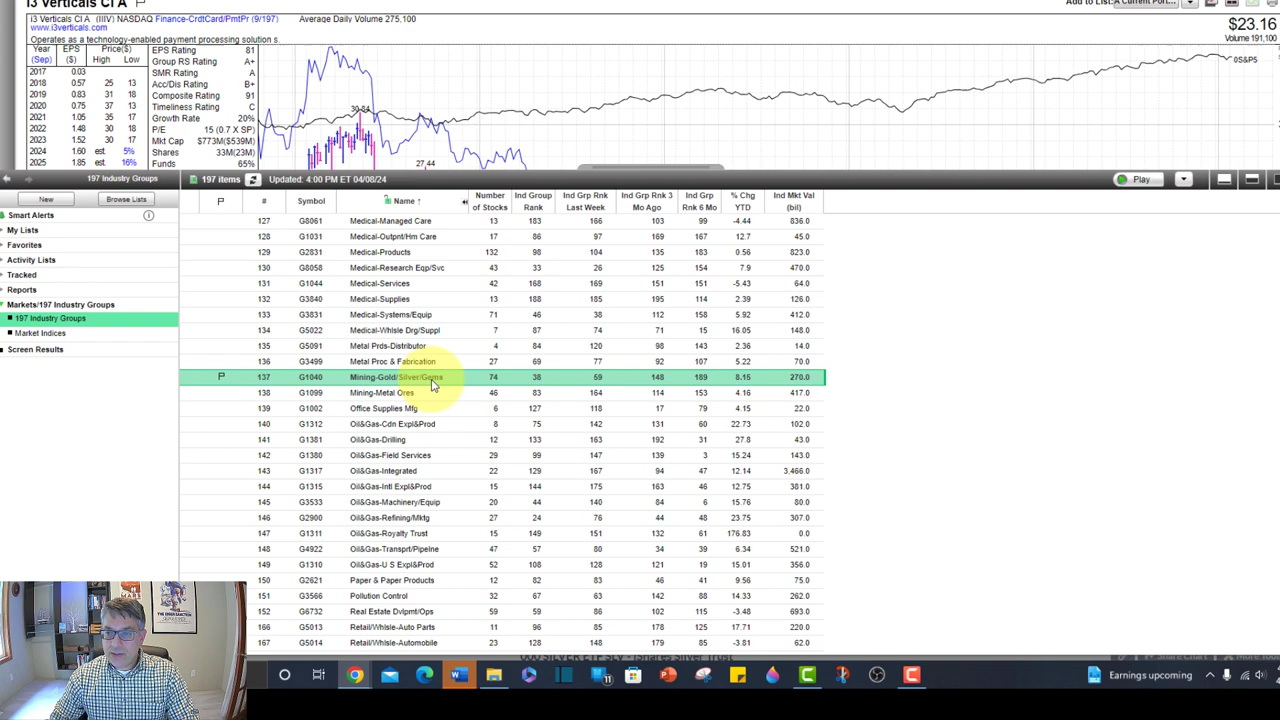 i3 Verticals Cl A
Add to List:
A Current Port...
i3 Verticals Cl A (IIIV) NASDAQ Finance-CrdtCard/PmtPr (9/197) Average Daily Volume 275,100
$23.16
www.i3verticals.com
Volume 191,100
Operates as a technology-enabled payment processing solution s.
Year EPS Price($)
(Sep) ($) High Low
2017 0.03
2018 0.57 25 13
2019 0.83 31 18
2020 0.75 37 13
2021 1.05 35 17
2022 1.48 30 18
2023 1.52 30 17
2024 1.60 est. 5%
2025 1.85 est. 16%
EPS Rating 81
Group RS Rating A+
SMR Rating A
Acc/Dis Rating B+
Composite Rating 91
Timeliness Rating C
Growth Rate 20%
P/E 15 (0.7 X SP)
Mkt Cap $773M($539M)
Shares 33M(23M)
Funds 65%
0S&P5
30.84
27.44
197 Industry Groups
197 items Updated: 4:00 PM ET 04/08/24
Play
New Browse Lists
Smart Alerts
My Lists
Favorites
Activity Lists
Tracked
Reports
Markets/197 Industry Groups
197 Industry Groups
Market Indices
Screen Results
# Symbol Name ↑ Number of Stocks Ind Group Rank Ind Grp Rnk Last Week Ind Grp Rnk 3 Mo Ago Ind Grp Rnk 6 Mo % Chg YTD Ind Mkt Val (bil)
127 G8061 Medical-Managed Care 13 183 166 103 99 -4.44 836.0
128 G1031 Medical-Outpnt/Hm Care 17 86 97 169 167 12.7 45.0
129 G2831 Medical-Products 132 98 104 135 183 0.56 823.0
130 G8058 Medical-Research Eqp/Svc 43 33 26 125 154 7.9 470.0
131 G1044 Medical-Services 42 168 169 151 151 -5.43 64.0
132 G3840 Medical-Supplies 13 188 185 195 114 2.39 126.0
133 G3831 Medical-Systems/Equip 71 46 38 112 158 5.92 412.0
134 G5022 Medical-Whlsle Drg/Suppl 7 87 74 71 15 16.05 148.0
135 G5091 Metal Prds-Distributor 4 84 120 98 143 2.36 14.0
136 G3499 Metal Proc & Fabrication 27 69 77 92 107 5.22 70.0
137 G1040 Mining-Gold/Silver/Gems 74 38 59 148 189 8.15 270.0
138 G1099 Mining-Metal Ores 46 83 164 114 153 4.16 417.0
139 G1002 Office Supplies Mfg 6 127 118 17 79 4.15 22.0
140 G1312 Oil&Gas-Cdn Expl&Prod 8 75 142 131 60 22.73 102.0
141 G1381 Oil&Gas-Drilling 12 133 163 192 31 27.8 43.0
142 G1380 Oil&Gas-Field Services 29 99 147 139 3 15.24 143.0
143 G1317 Oil&Gas-Integrated 22 129 167 94 47 12.14 3,466.0
144 G1315 Oil&Gas-Intl Expl&Prod 15 175 163 46 12.75 381.0
145 G3533 Oil&Gas-Machinery/Equip 20 44 140 84 6 15.76 80.0
146 G2900 Oil&Gas-Refining/Mktg 27 24 76 44 48 23.75 307.0
147 G1311 Oil&Gas-Royalty Trust 15 149 151 132 61 176.83 0.0
148 G4922 Oil&Gas-Transprt/Pipelne 47 57 80 34 39 6.34 521.0
149 G1310 Oil&Gas-U S Expl&Prod 52 108 128 121 19 15.01 356.0
150 G2621 Paper & Paper Products 12 82 83 46 41 9.56 75.0
151 G3566 Pollution Control 32 67 63 142 88 14.33 262.0
152 G6732 Real Estate Dvlpmt/Ops 59 59 86 102 115 -3.48 693.0
166 G5013 Retail/Whlsle-Auto Parts 11 96 85 178 125 17.71 220.0
167 G5014 Retail/Whlsle-Automobile 23 128 148 179 85 -3.81 62.0
11
Earnings upcoming